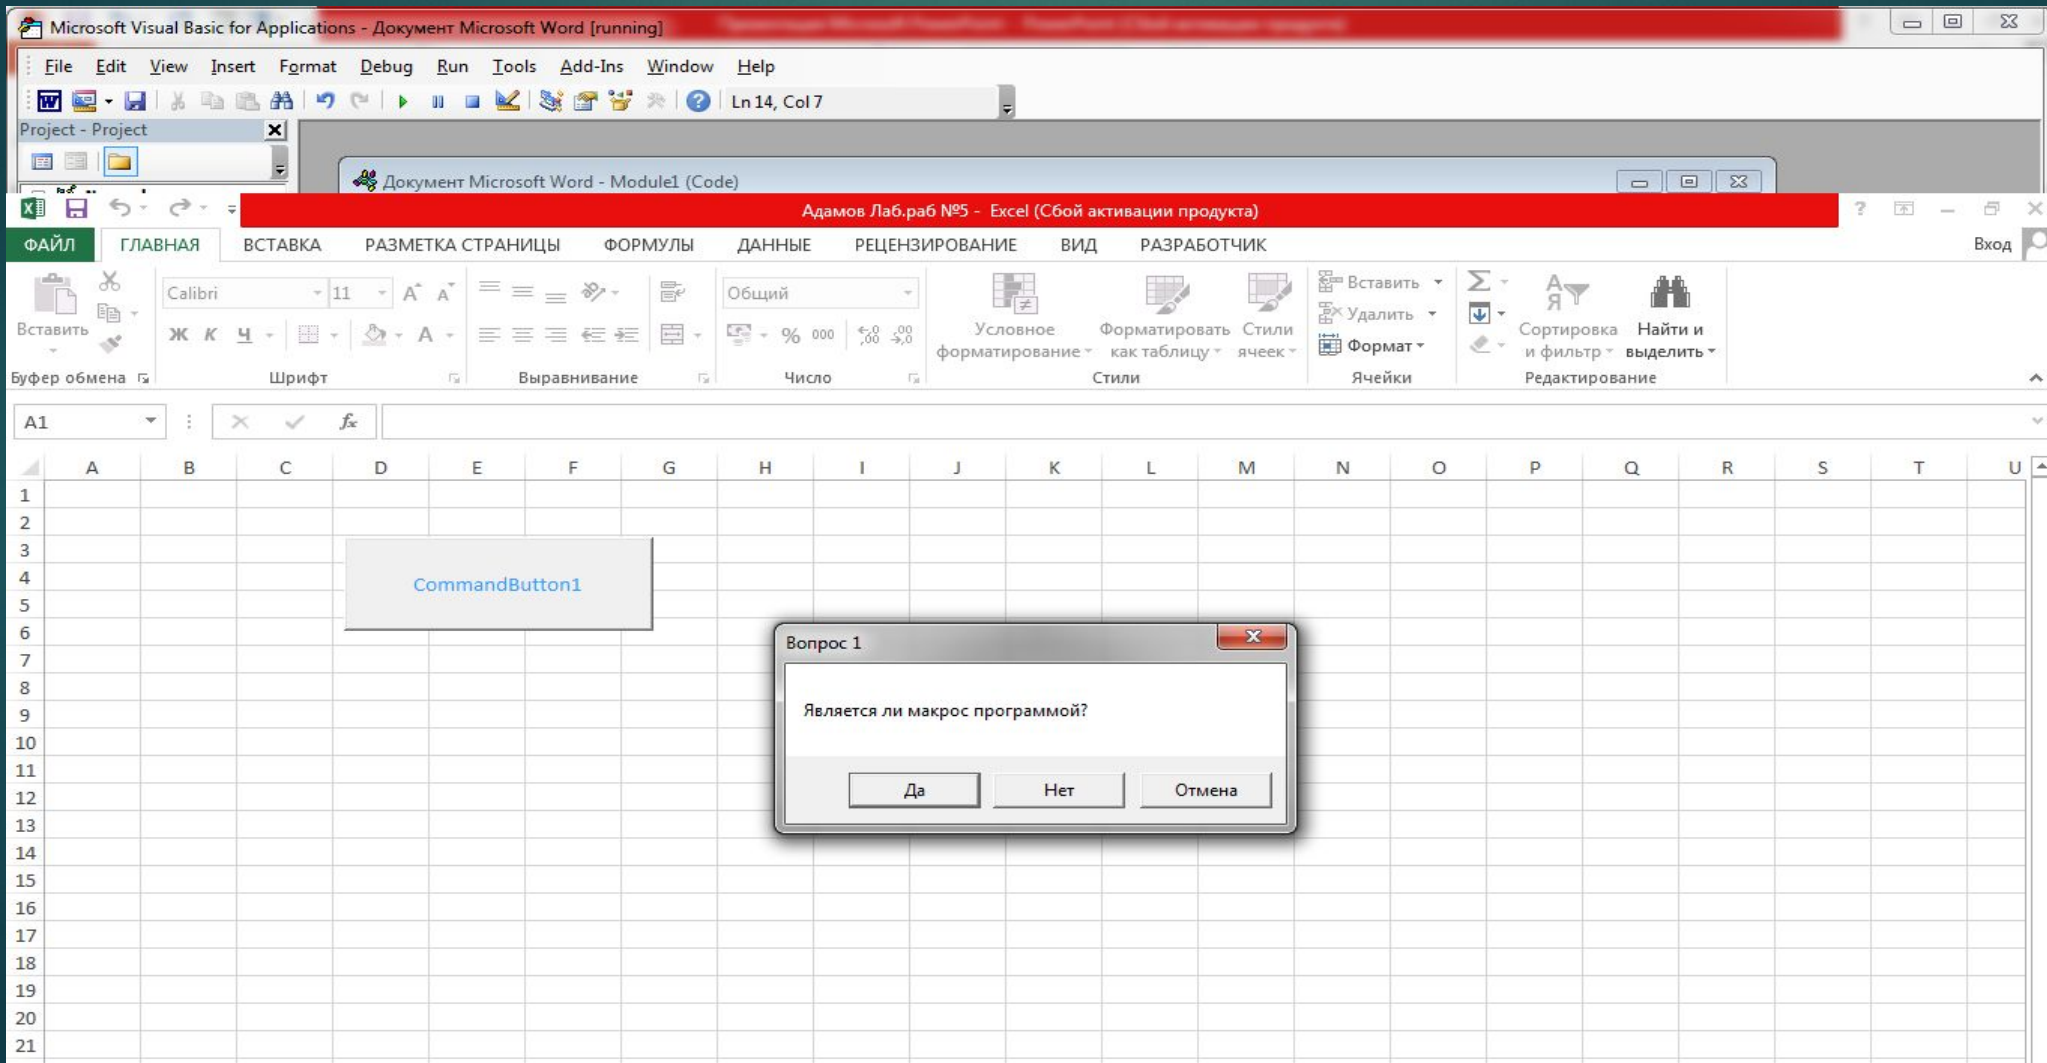 Microsoft Visual Basic for Applications - Документ Microsoft Word [running]
File Edit View Insert Format Debug Run Tools Add-Ins Window Help
Ln 14, Col 7
Project - Project
Документ Microsoft Word - Module1 (Code)
Адамов Лаб.раб №5 - Excel (Сбой активации продукта)
ФАЙЛ ГЛАВНАЯ ВСТАВКА РАЗМЕТКА СТРАНИЦЫ ФОРМУЛЫ ДАННЫЕ РЕЦЕНЗИРОВАНИЕ ВИД РАЗРАБОТЧИК Вход
Вставить
Calibri 11
Ж К Ч
Общий
% 000
Условное форматирование
Форматировать как таблицу
Стили ячеек
Вставить
Удалить
Формат
Сортировка и фильтр
Найти и выделить
Буфер обмена Шрифт Выравнивание Число Стили Ячейки Редактирование
A1 fx
A B C D E F G H I J K L M N O P Q R S T U
1
2
3
4
5
6
7
8
9
10
11
12
13
14
15
16
17
18
19
20
21
CommandButton1
Вопрос 1
Является ли макрос программой?
Да Нет Отмена